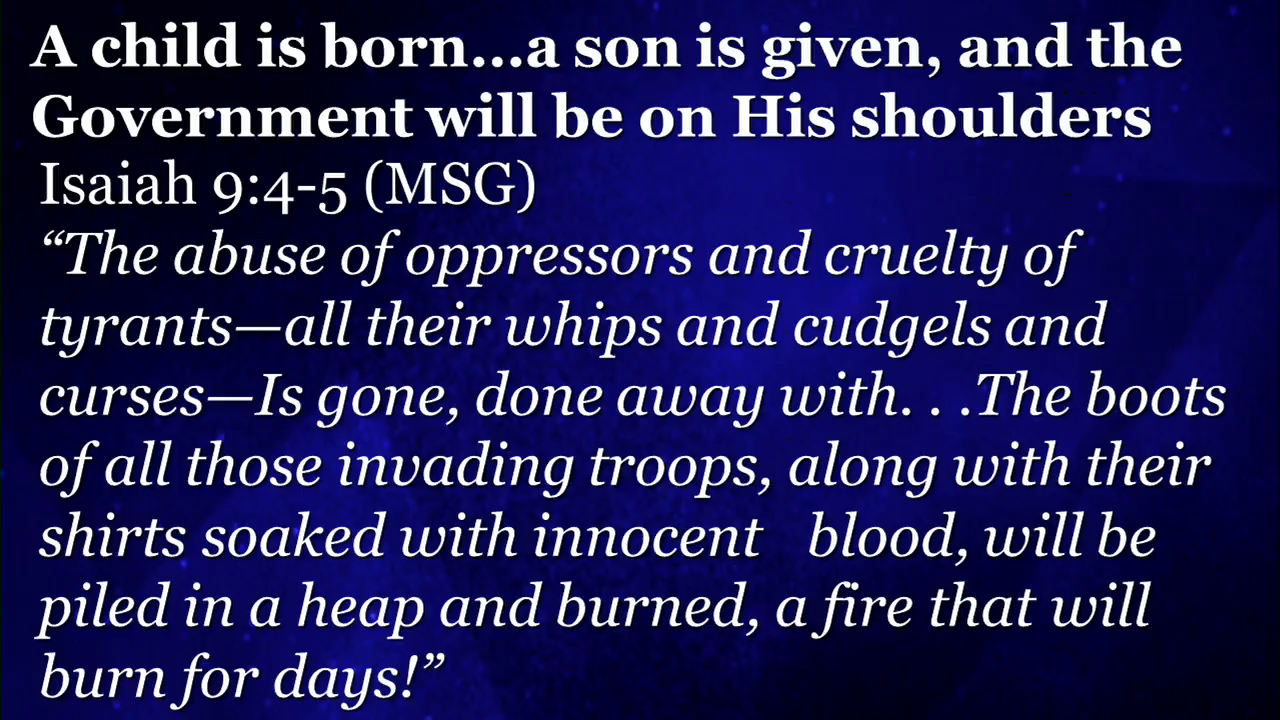 A child is born...a son is given, and the
Government will be on His shoulders
Isaiah 9:4-5 (MSG)
“The abuse of oppressors and cruelty of
tyrants—all their whips and cudgels and
curses—Is gone, done away with. . .The boots
of all those invading troops, along with their
shirts soaked with innocent   blood, will be
piled in a heap and burned, a fire that will
burn for days!”